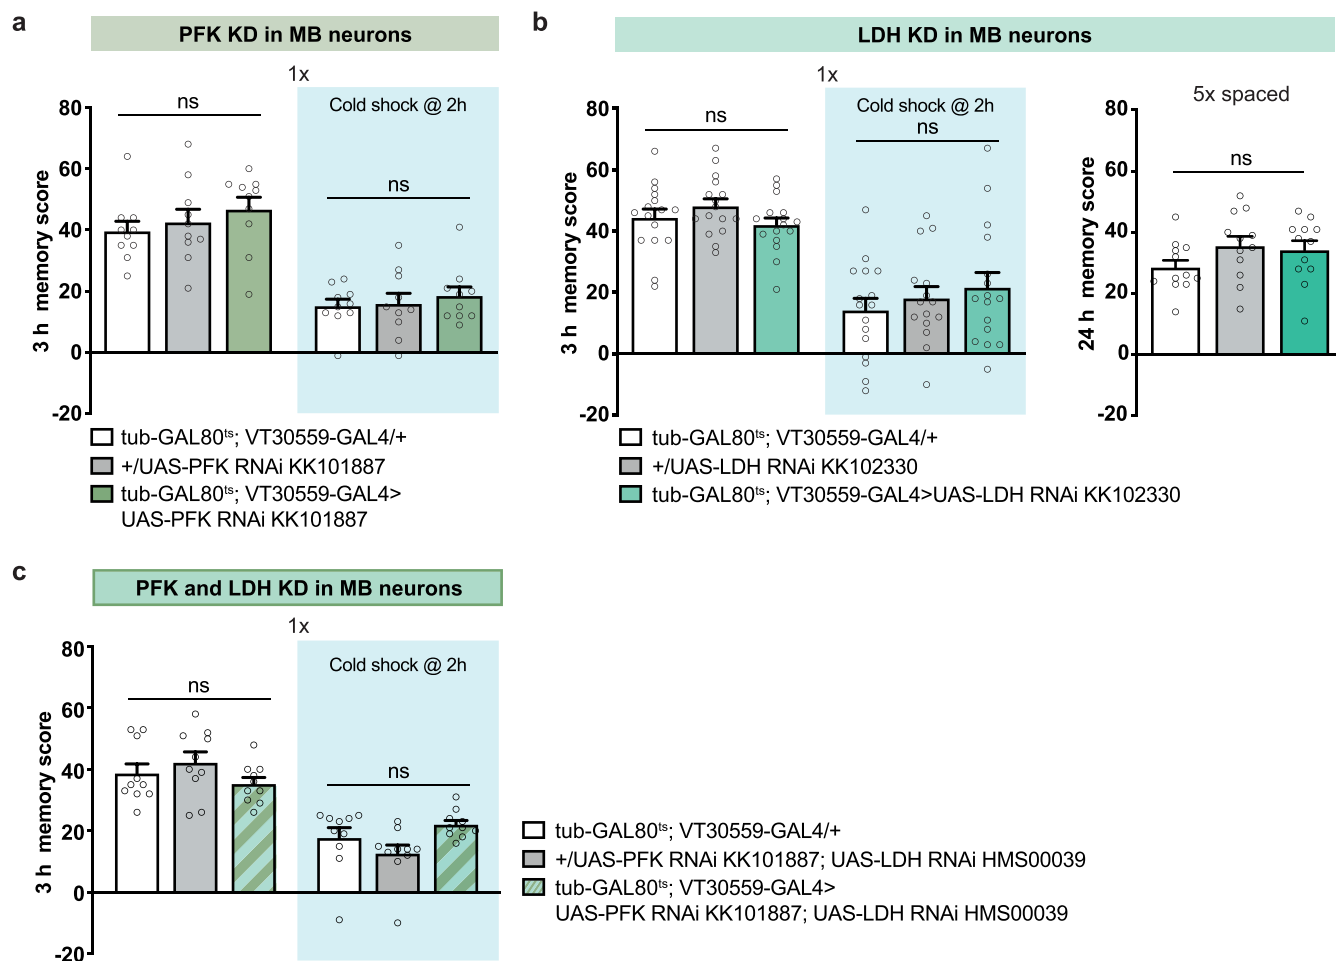 a
PFK KD in MB neurons
1x
Cold shock @ 2h
ns
ns
3 h memory score
80
60
40
20
0
-20
tub-GAL80ts; VT30559-GAL4/+
+/UAS-PFK RNAi KK101887
tub-GAL80ts; VT30559-GAL4>
UAS-PFK RNAi KK101887
b
LDH KD in MB neurons
1x
Cold shock @ 2h
ns
ns
3 h memory score
80
60
40
20
0
-20
5x spaced
ns
24 h memory score
80
60
40
20
0
-20
tub-GAL80ts; VT30559-GAL4/+
+/UAS-LDH RNAi KK102330
tub-GAL80ts; VT30559-GAL4>UAS-LDH RNAi KK102330
c
PFK and LDH KD in MB neurons
1x
Cold shock @ 2h
ns
ns
3 h memory score
80
60
40
20
0
-20
tub-GAL80ts; VT30559-GAL4/+
+/UAS-PFK RNAi KK101887; UAS-LDH RNAi HMS00039
tub-GAL80ts; VT30559-GAL4>
UAS-PFK RNAi KK101887; UAS-LDH RNAi HMS00039